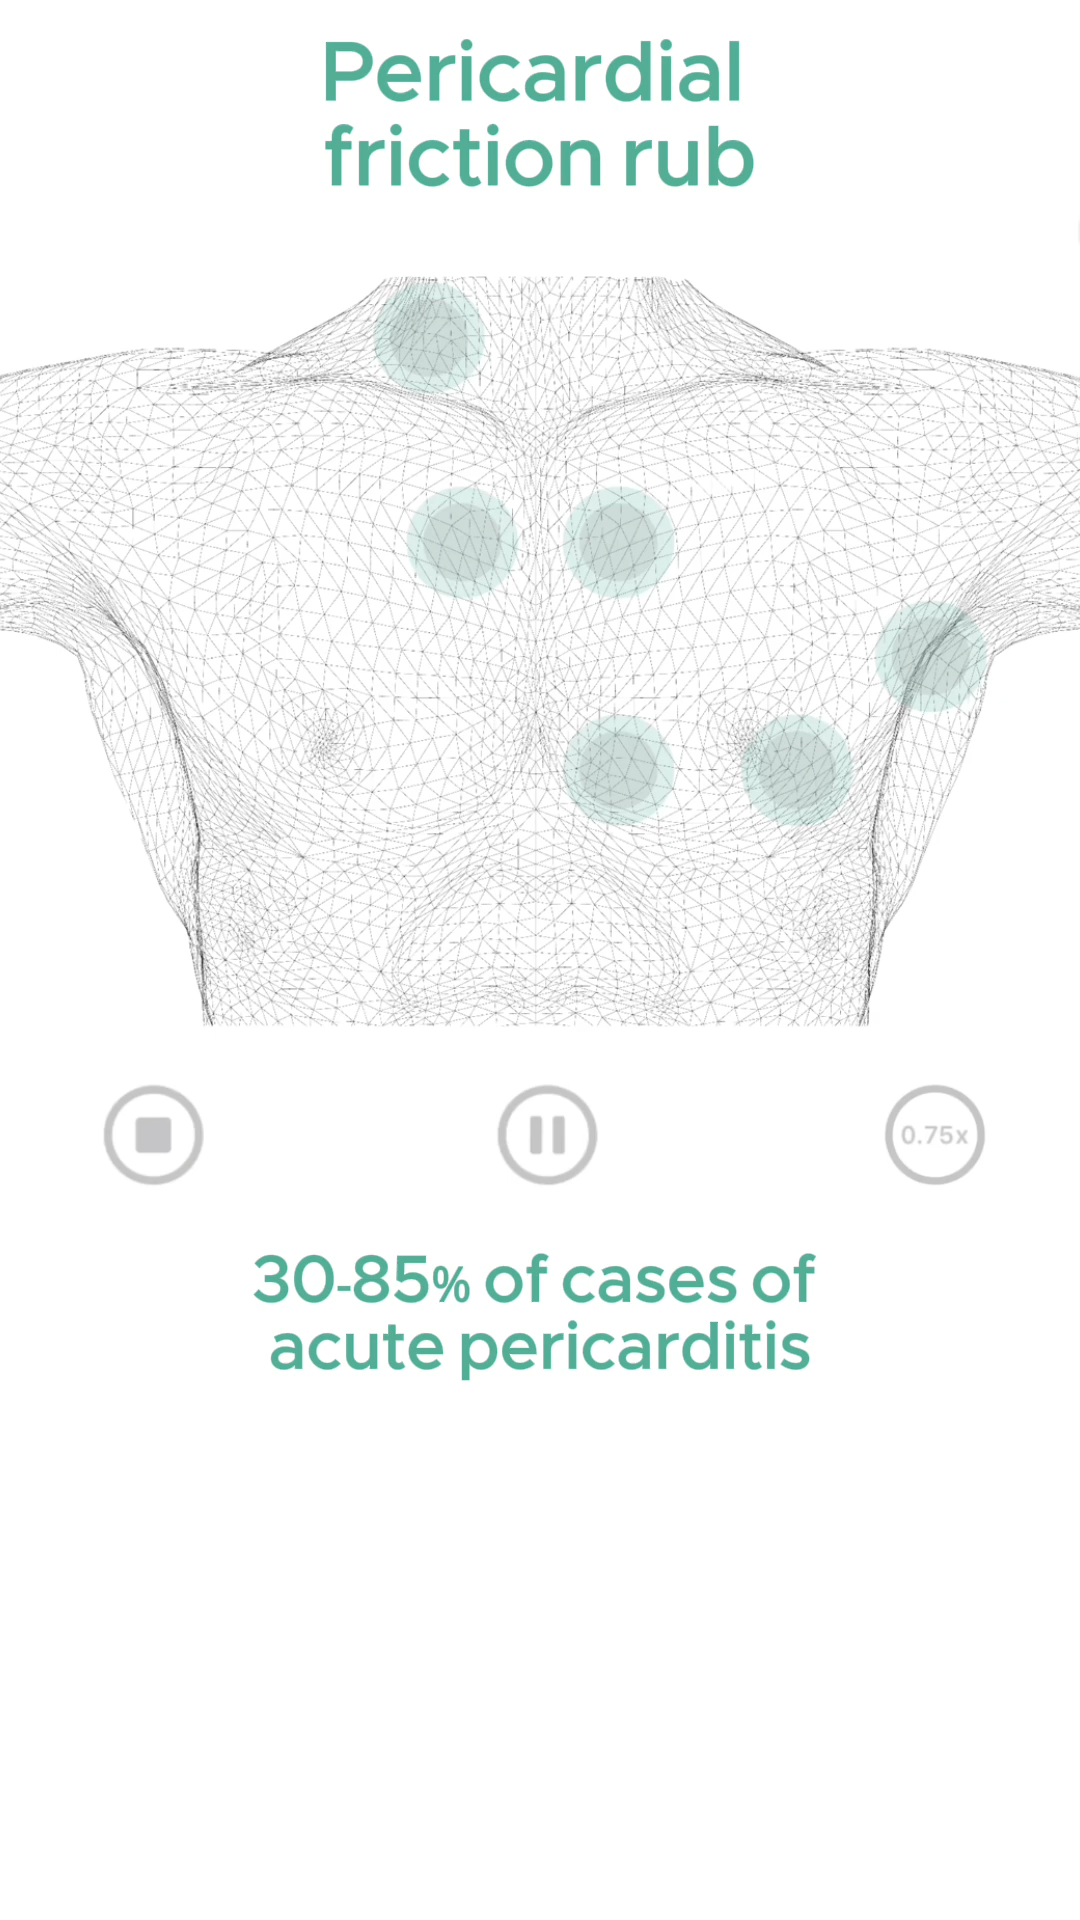 Pericardial
friction rub
0.75x
30-85% of cases of
acute pericarditis